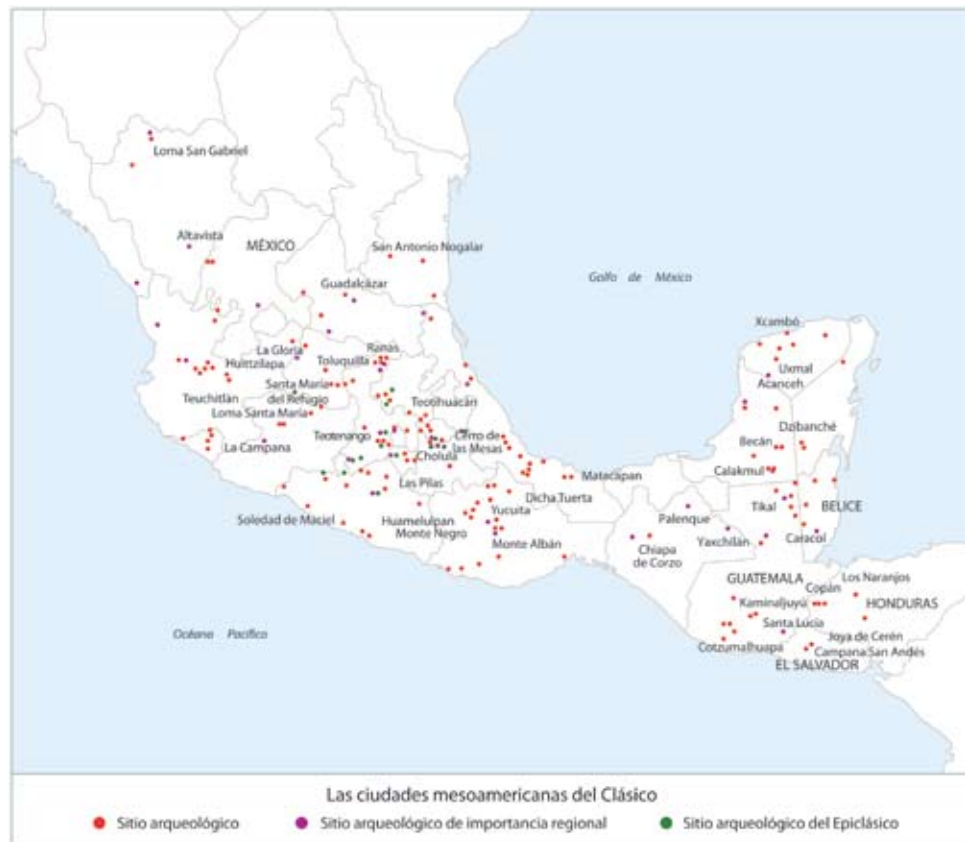 Loma San Gabriel
Altavista
MÉXICO
San Antonio Nogalar
Golfo de México
Guadalcázar
Xcambó
La Gloria
Ranas
Huitzilapa
Toluquilla
Uxmal
Acanceh
Santa María
del Refugio
Teuchitlán
Teotihuacán
Loma Santa María
Dzibanché
Teotenango
Cerro de
las Mesas
Becán
La Campana
Cholula
Calakmul
Matacapan
Las Pilas
Dicha Tuerta
Tikal
BELICE
Yucuita
Soledad de Maciel
Huamelulpan
Palenque
Monte Negro
Yaxchilán
Caracol
Monte Albán
Chiapa
de Corzo
GUATEMALA
Los Naranjos
Copán
Kaminaljuyú
HONDURAS
Santa Lucía
Océano Pacífico
Cotzumalhuapa
Joya de Cerén
Campana San Andés
EL SALVADOR
Las ciudades mesoamericanas del Clásico
Sitio arqueológico
Sitio arqueológico de importancia regional
Sitio arqueológico del Epiclásico